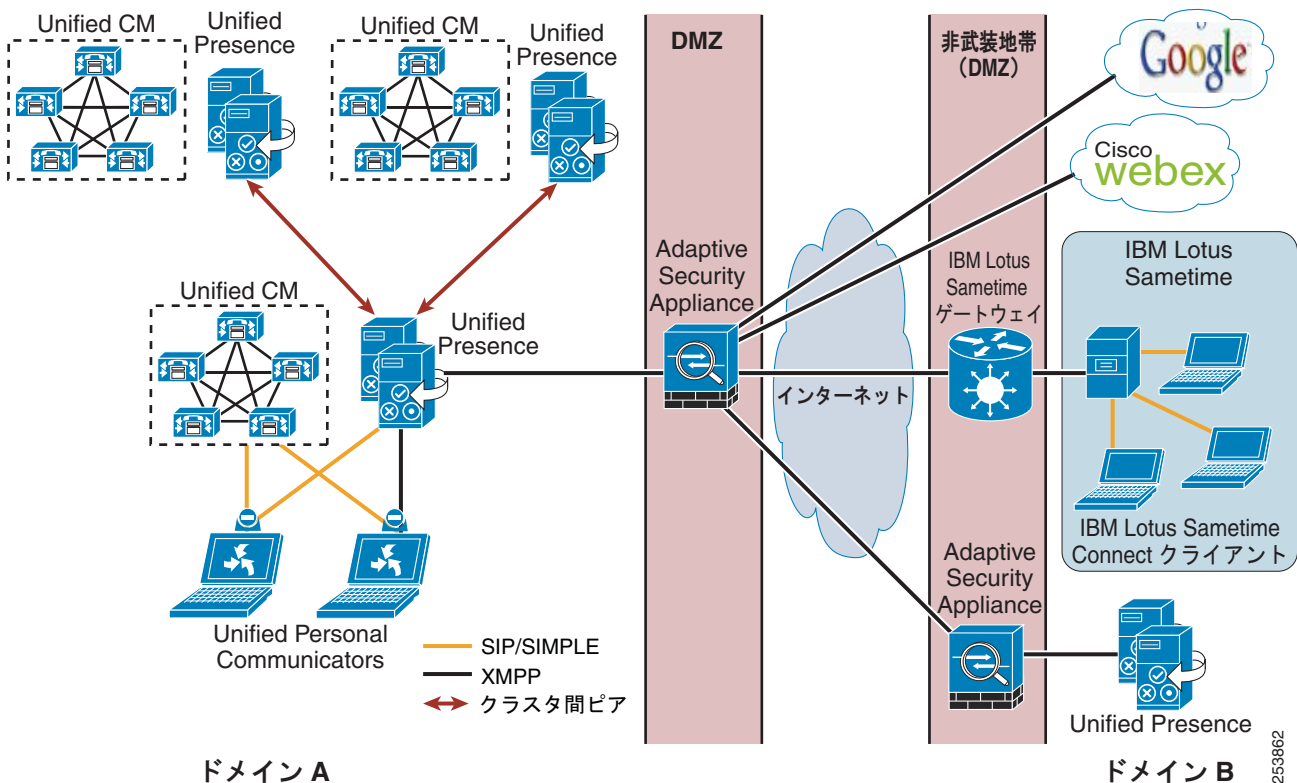 Unified CM
Unified
Presence
Unified CM
Unified
Presence
DMZ
非武装地帯
（DMZ）
Google
Cisco
webex
Adaptive
Security
Appliance
IBM Lotus
Sametime
ゲートウェイ
IBM Lotus
Sametime
Unified CM
Unified
Presence
インターネット
IBM Lotus Sametime
Connect クライアント
Adaptive
Security
Appliance
Unified Personal
Communicators
SIP/SIMPLE
XMPP
クラスタ間ピア
Unified Presence
ドメイン A
ドメイン B
253862